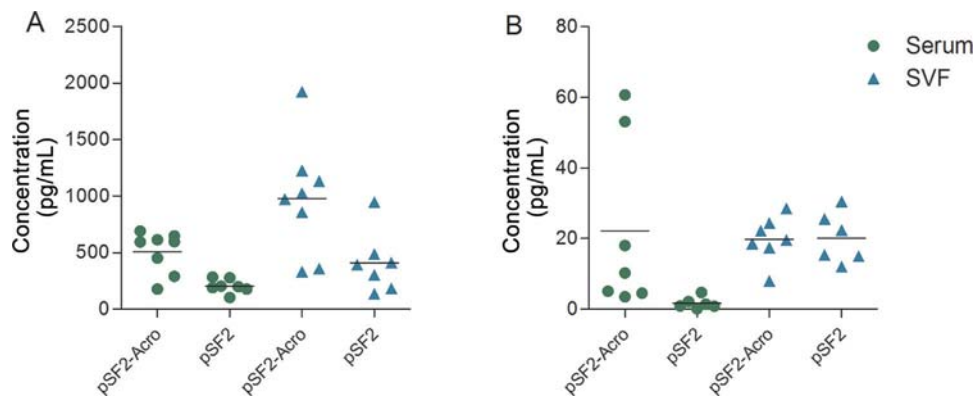 A
Concentration
(pg/mL)
2500
2000
1500
1000
500
0
pSF2-Acro
pSF2
pSF2-Acro
pSF2
B
Concentration
(pg/mL)
80
60
40
20
0
pSF2-Acro
pSF2
pSF2-Acro
pSF2
Serum
SVF